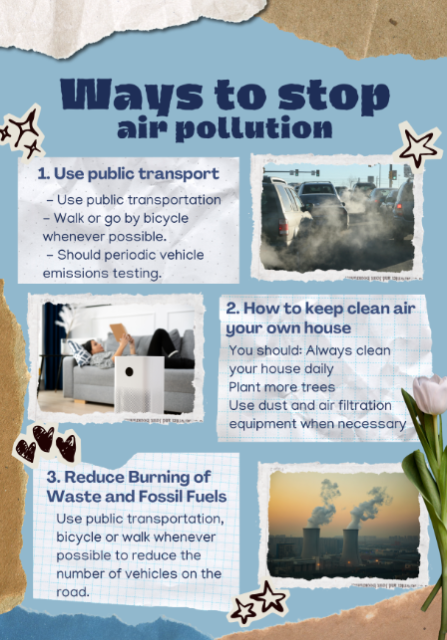 Ways to stop
air pollution
1. Use public transport
– Use public transportation
– Walk or go by bicycle
whenever possible.
– Should periodic vehicle
emissions testing.
2. How to keep clean air
your own house
You should: Always clean
your house daily
Plant more trees
Use dust and air filtration
equipment when necessary
3. Reduce Burning of
Waste and Fossil Fuels
Use public transportation,
bicycle or walk whenever
possible to reduce the
number of vehicles on the
road.